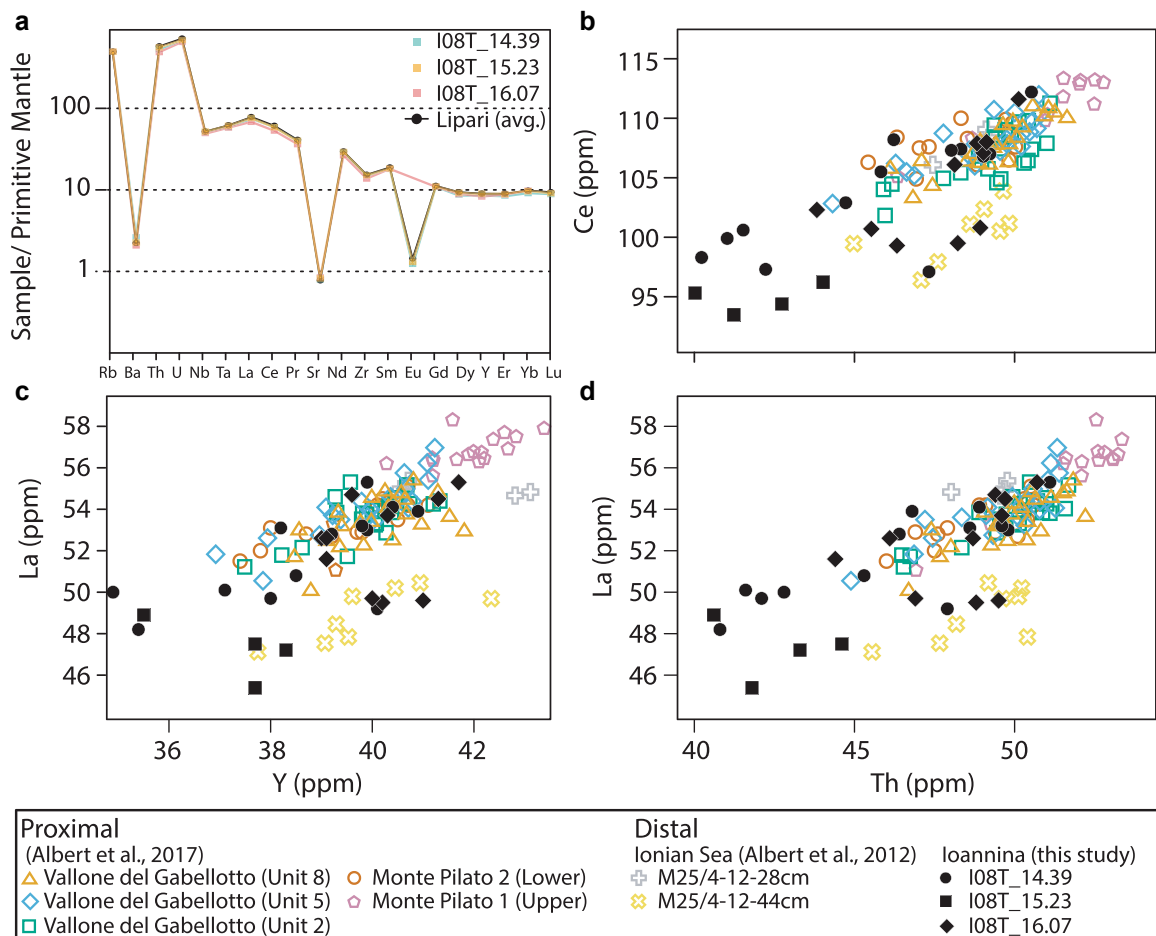 a
Sample/ Primitive Mantle
100
10
1
I08T_14.39
I08T_15.23
I08T_16.07
Lipari (avg.)
Rb Ba Th U Nb Ta La Ce Pr Sr Nd Zr Sm Eu Gd Dy Y Er Yb Lu
b
Ce (ppm)
115
110
105
100
95
c
La (ppm)
58
56
54
52
50
48
46
36 38 40 42
Y (ppm)
d
La (ppm)
58
56
54
52
50
48
46
40 45 50
Th (ppm)
Proximal
(Albert et al., 2017)
Vallone del Gabellotto (Unit 8)
Vallone del Gabellotto (Unit 5)
Vallone del Gabellotto (Unit 2)
Monte Pilato 2 (Lower)
Monte Pilato 1 (Upper)
Distal
Ionian Sea (Albert et al., 2012)
M25/4-12-28cm
M25/4-12-44cm
Ioannina (this study)
I08T_14.39
I08T_15.23
I08T_16.07